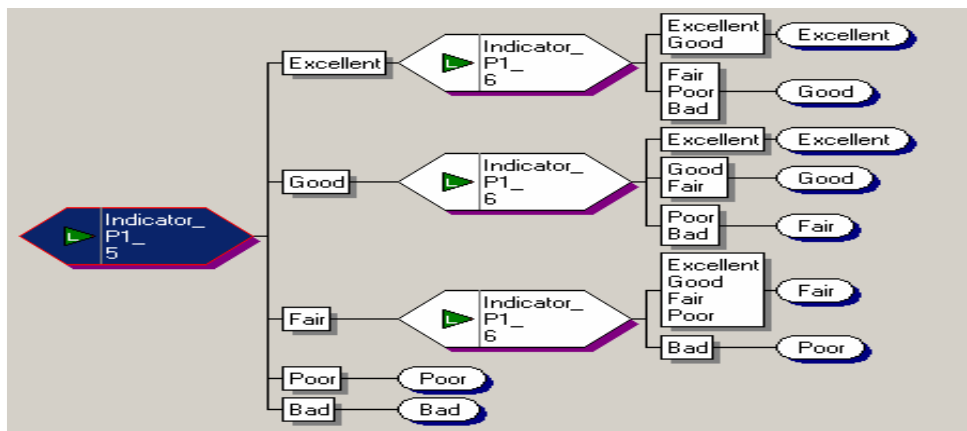 Indicator_
P1_
5
Excellent
Indicator_
P1_
6
Excellent
Good
Excellent
Fair
Poor
Bad
Good
Good
Indicator_
P1_
6
Excellent
Excellent
Good
Fair
Good
Poor
Bad
Fair
Fair
Indicator_
P1_
6
Excellent
Good
Fair
Poor
Fair
Bad
Poor
Poor
Poor
Bad
Bad